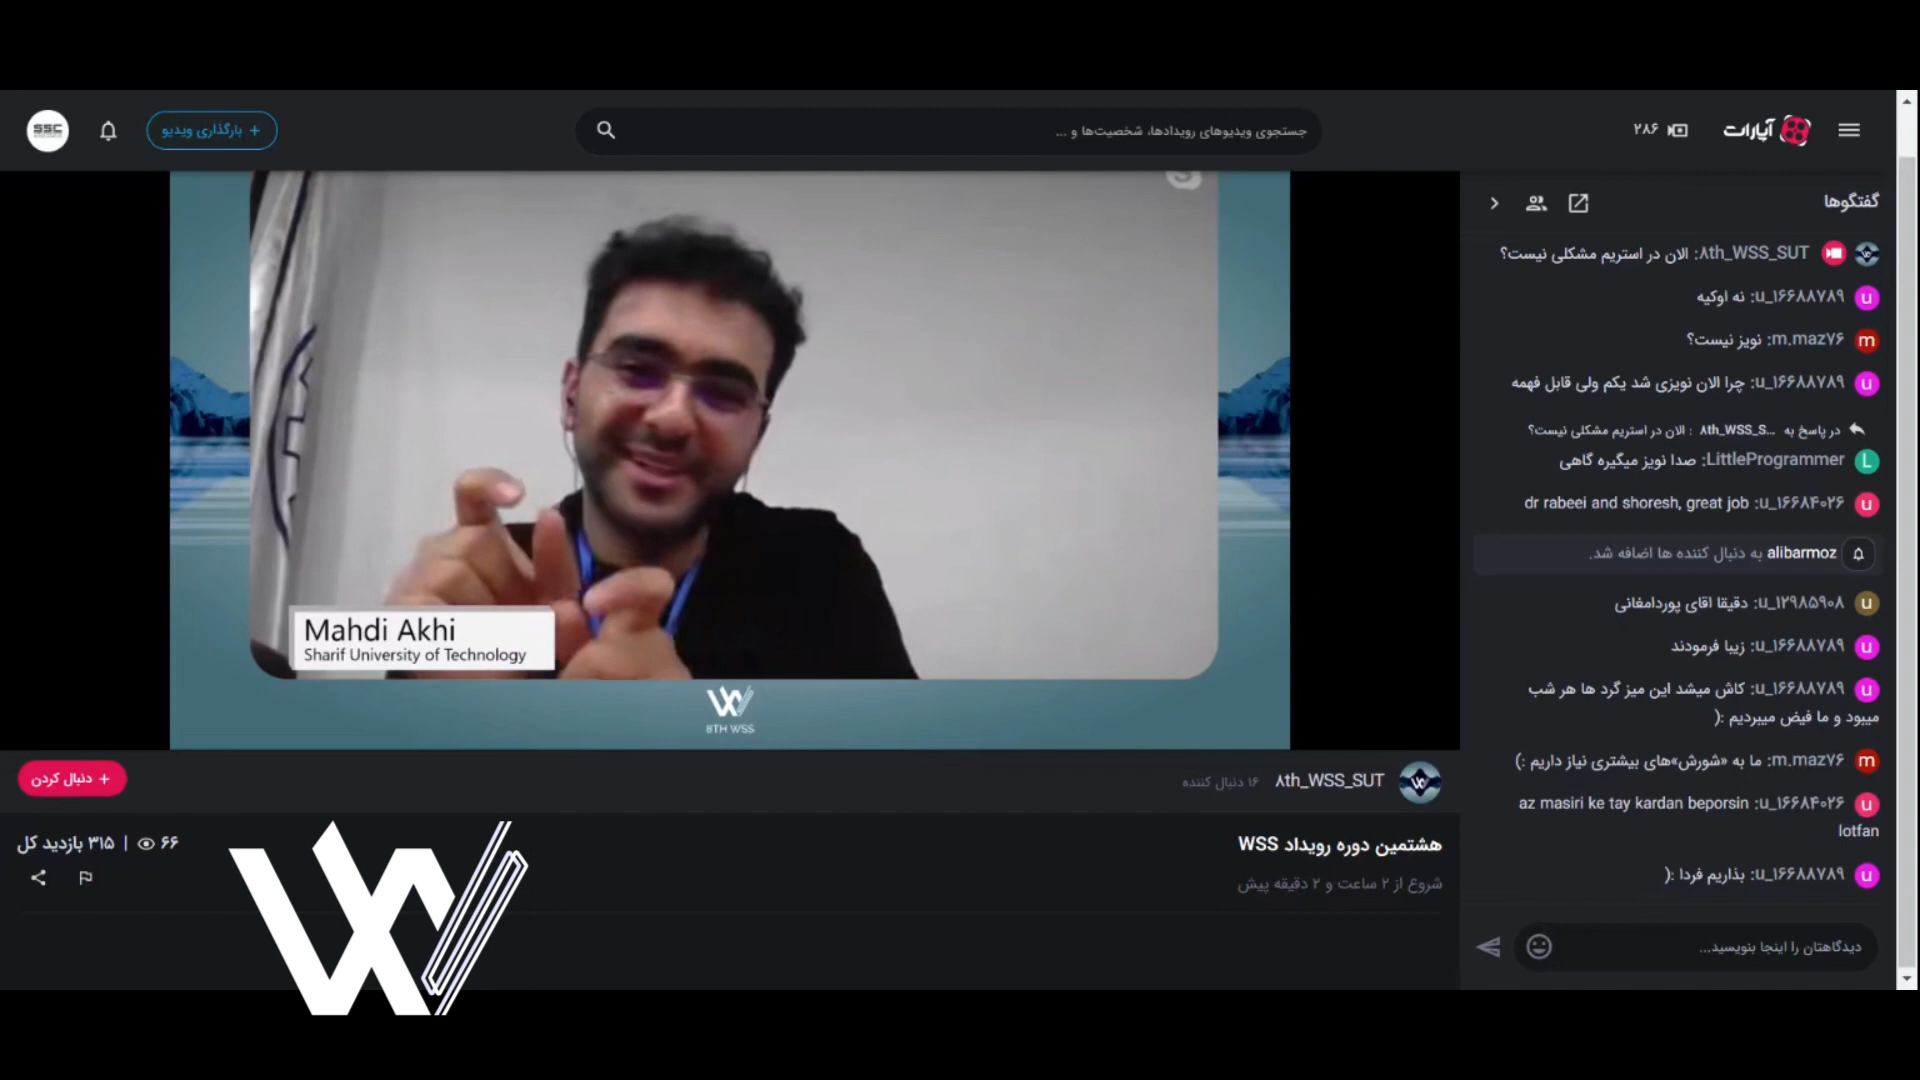 SSC
+ بارگذاری ویدیو
جستجوی ویدیوهای رویدادها، شخصیت‌ها و ...
۲۸۶
آپارات
گفتگوها
۸th_WSS_SUT: الان در استریم مشکلی نیست؟
u_۱۶۶۸۸۷۸۹: نه اوکیه
m.maz۷۶: نویز نیست؟
u_۱۶۶۸۸۷۸۹: چرا الان نویزی شد یکم ولی قابل فهمه
در پاسخ به ۸th_WSS_S... : الان در استریم مشکلی نیست؟
LittleProgrammer: صدا نویز میگیره گاهی
u_۱۶۶۸۴۰۲۶: dr rabeei and shoresh, great job
alibarmoz به دنبال کننده ها اضافه شد.
u_۱۲۹۸۵۹۰۸: دقیقا اقای پوردامغانی
u_۱۶۶۸۸۷۸۹: زیبا فرمودند
u_۱۶۶۸۸۷۸۹: کاش میشد این میز گرد ها هر شب
میبود و ما فیض میبردیم :(
m.maz۷۶: ما به «شورش»های بیشتری نیاز داریم :)
u_۱۶۶۸۴۰۲۶: az masiri ke tay kardan beporsin
lotfan
u_۱۶۶۸۸۷۸۹: بذاریم فردا :(
دیدگاهتان را اینجا بنویسید...
Mahdi Akhi
Sharif University of Technology
8TH WSS
+ دنبال کردن
۸th_WSS_SUT ۱۶ دنبال کننده
هشتمین دوره رویداد WSS
شروع از ۲ ساعت و ۲ دقیقه پیش
۶۶ | ۳۱۵ بازدید کل